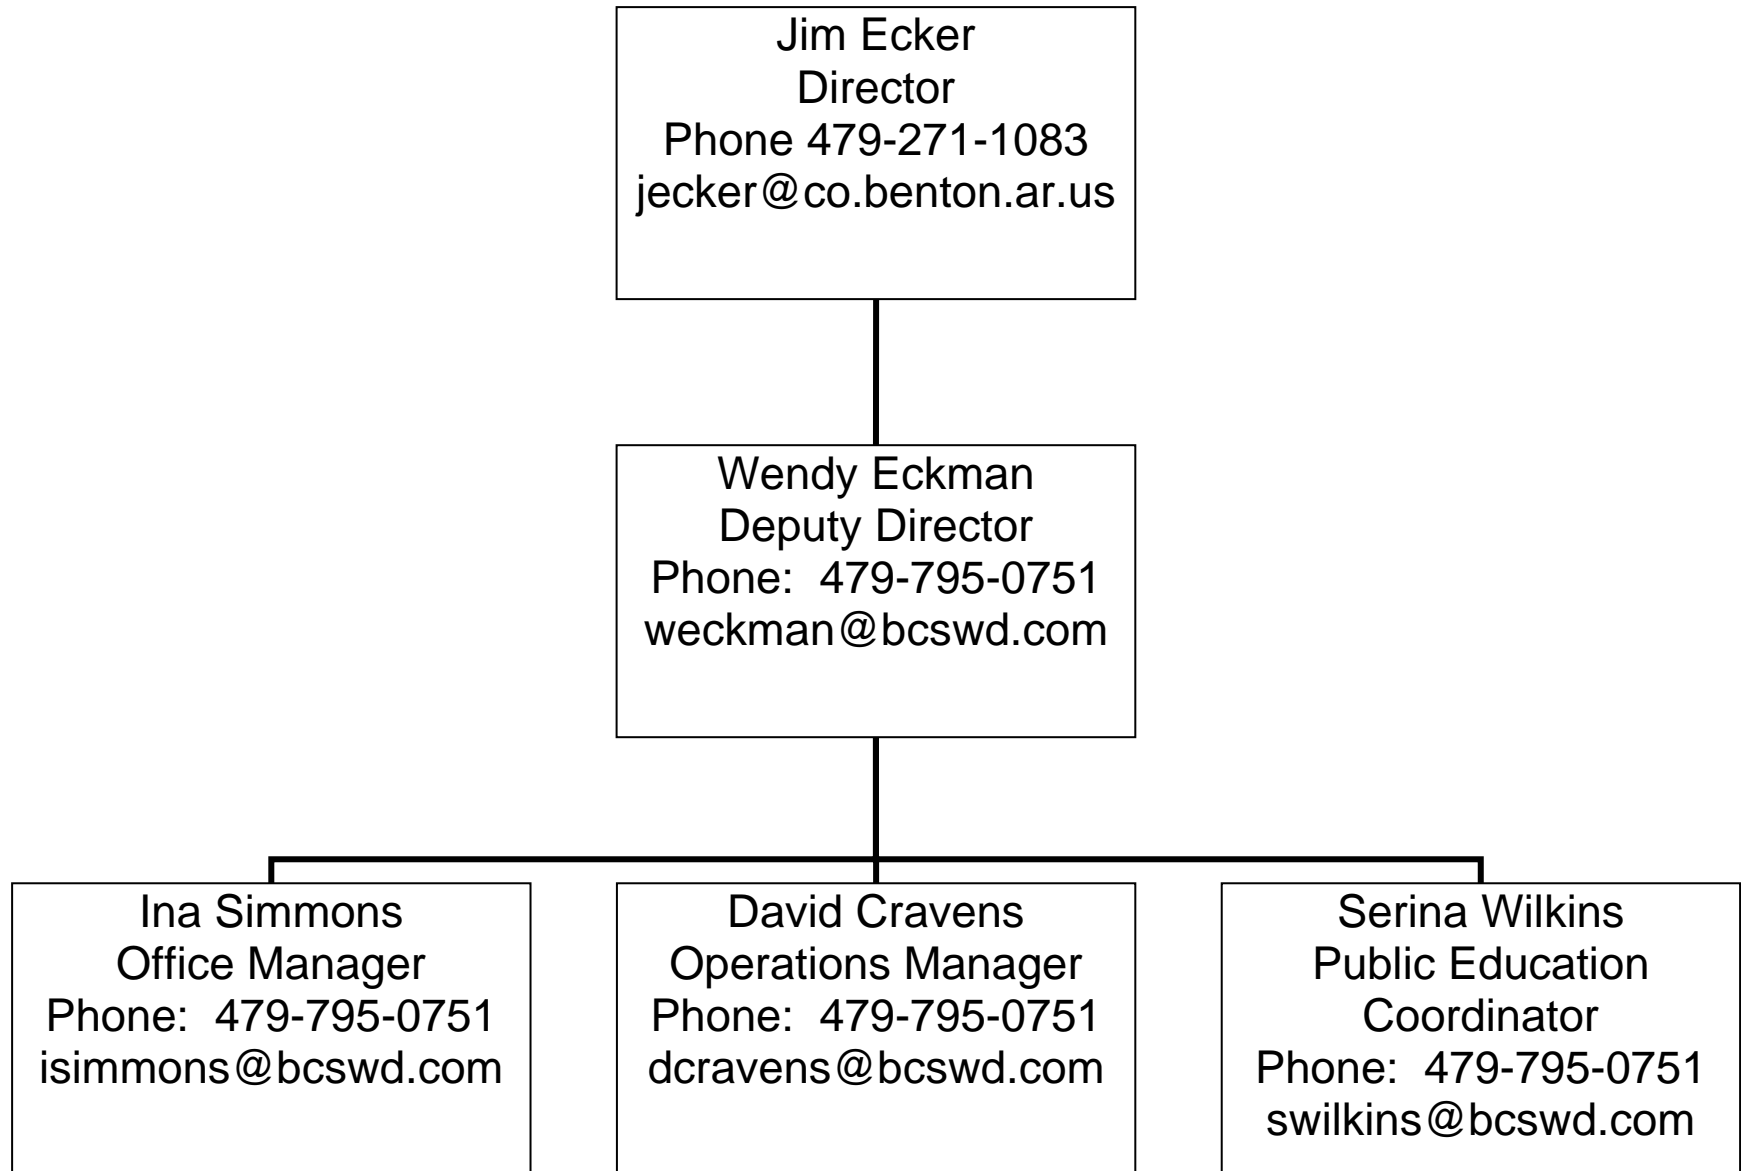 Jim Ecker
Director
Phone 479-271-1083
jecker@co.benton.ar.us
Wendy Eckman
Deputy Director
Phone:  479-795-0751
weckman@bcswd.com
Ina Simmons
Office Manager
Phone:  479-795-0751
isimmons@bcswd.com
David Cravens
Operations Manager
Phone:  479-795-0751
dcravens@bcswd.com
Serina Wilkins
Public Education
Coordinator
Phone:  479-795-0751
swilkins@bcswd.com